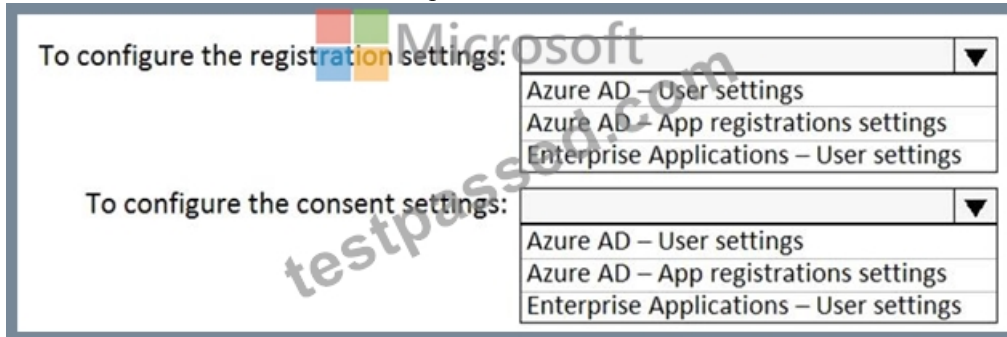 Microsoft
To configure the registration settings:
Azure AD – User settings
Azure AD – App registrations settings
Enterprise Applications – User settings
testpassed.com
To configure the consent settings:
Azure AD – User settings
Azure AD – App registrations settings
Enterprise Applications – User settings